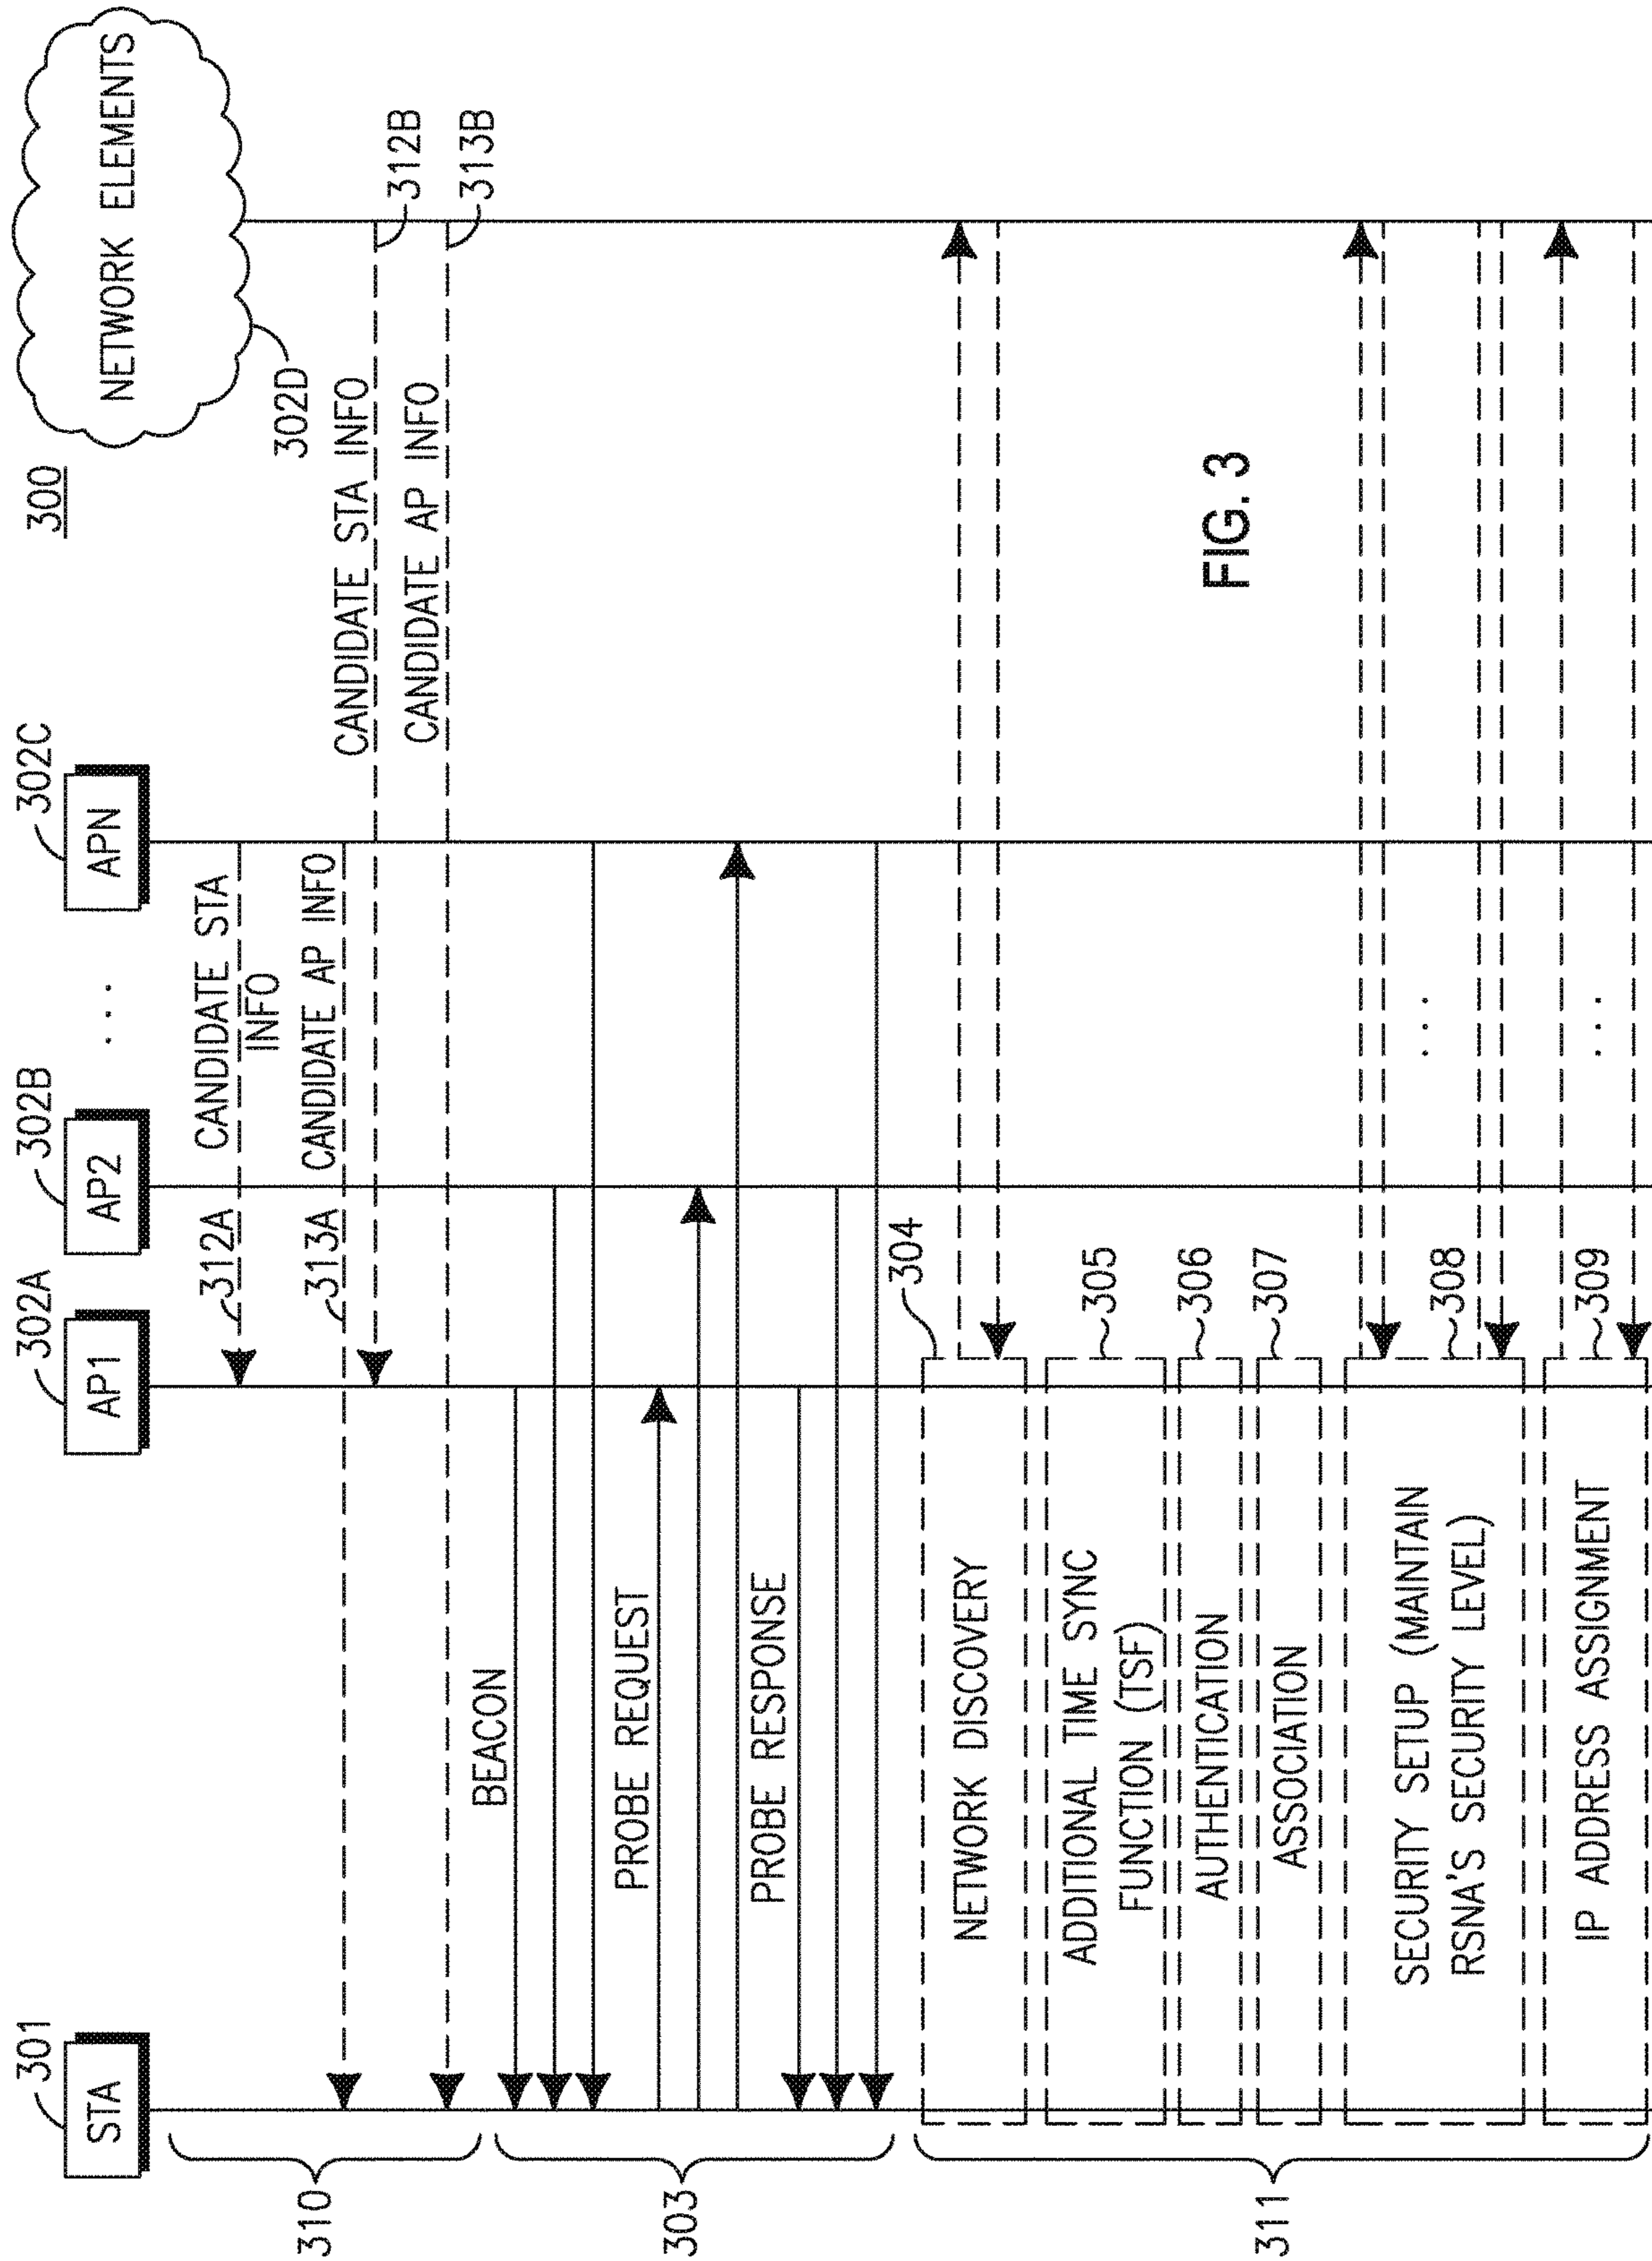 300
301
302A
302B
302C
STA
AP1
AP2
. . .
APN
NETWORK ELEMENTS
302D
310
312A
CANDIDATE STA
INFO
313A
CANDIDATE AP INFO
CANDIDATE STA INFO
312B
CANDIDATE AP INFO
313B
303
BEACON
PROBE REQUEST
PROBE RESPONSE
311
NETWORK DISCOVERY
304
ADDITIONAL TIME SYNC
FUNCTION (TSF)
305
AUTHENTICATION
306
ASSOCIATION
307
SECURITY SETUP (MAINTAIN
RSNA'S SECURITY LEVEL)
308
. . .
IP ADDRESS ASSIGNMENT
309
. . .
FIG. 3